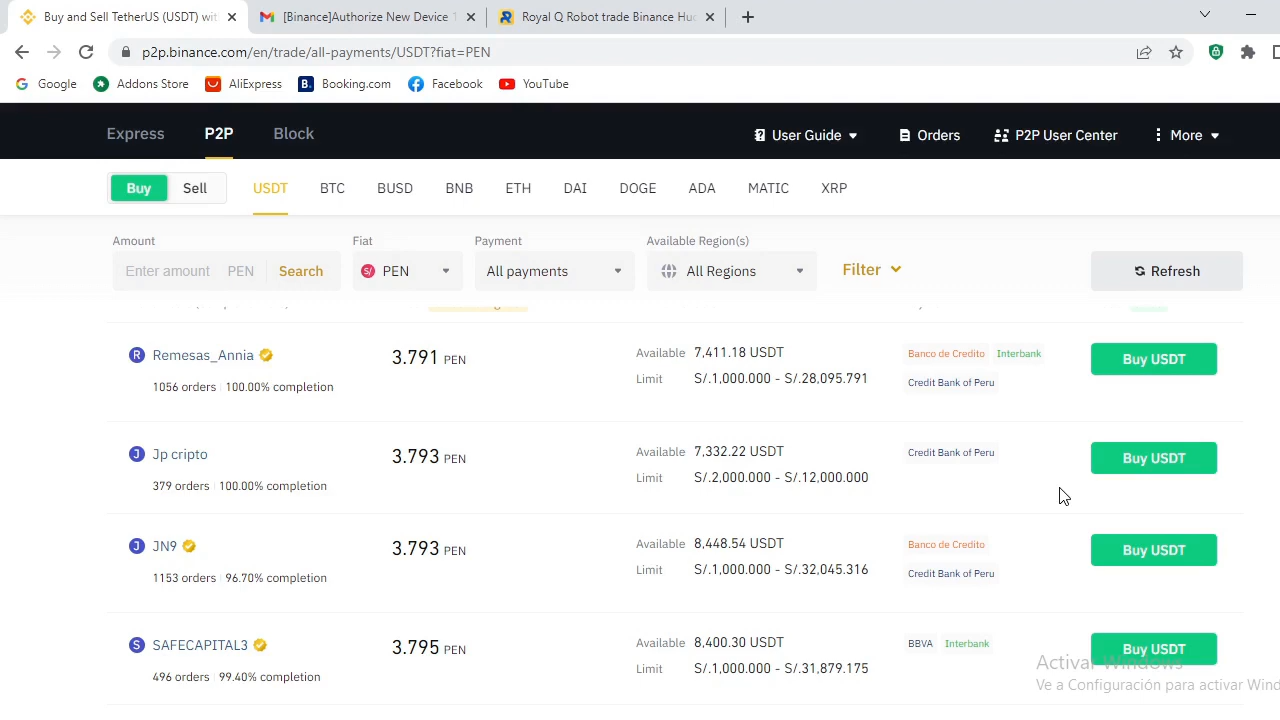 Buy and Sell TetherUS (USDT) wit
[Binance]Authorize New Device
Royal Q Robot trade Binance Huo
p2p.binance.com/en/trade/all-payments/USDT?fiat=PEN
Google Addons Store AliExpress B. Booking.com Facebook YouTube
Express P2P Block User Guide Orders P2P User Center More
Buy Sell USDT BTC BUSD BNB ETH DAI DOGE ADA MATIC XRP
Amount Fiat Payment Available Region(s)
Enter amount PEN Search S/ PEN All payments All Regions Filter Refresh
R Remesas_Annia 3.791 PEN Available 7,411.18 USDT Banco de Credito Interbank Buy USDT
1056 orders 100.00% completion Limit S/.1,000.000 - S/.28,095.791 Credit Bank of Peru
J Jp cripto 3.793 PEN Available 7,332.22 USDT Credit Bank of Peru Buy USDT
379 orders 100.00% completion Limit S/.2,000.000 - S/.12,000.000
J JN9 3.793 PEN Available 8,448.54 USDT Banco de Credito Buy USDT
1153 orders 96.70% completion Limit S/.1,000.000 - S/.32,045.316 Credit Bank of Peru
S SAFECAPITAL3 3.795 PEN Available 8,400.30 USDT BBVA Interbank Buy USDT
496 orders 99.40% completion Limit S/.1,000.000 - S/.31,879.175
Activar Windows
Ve a Configuración para activar Wind